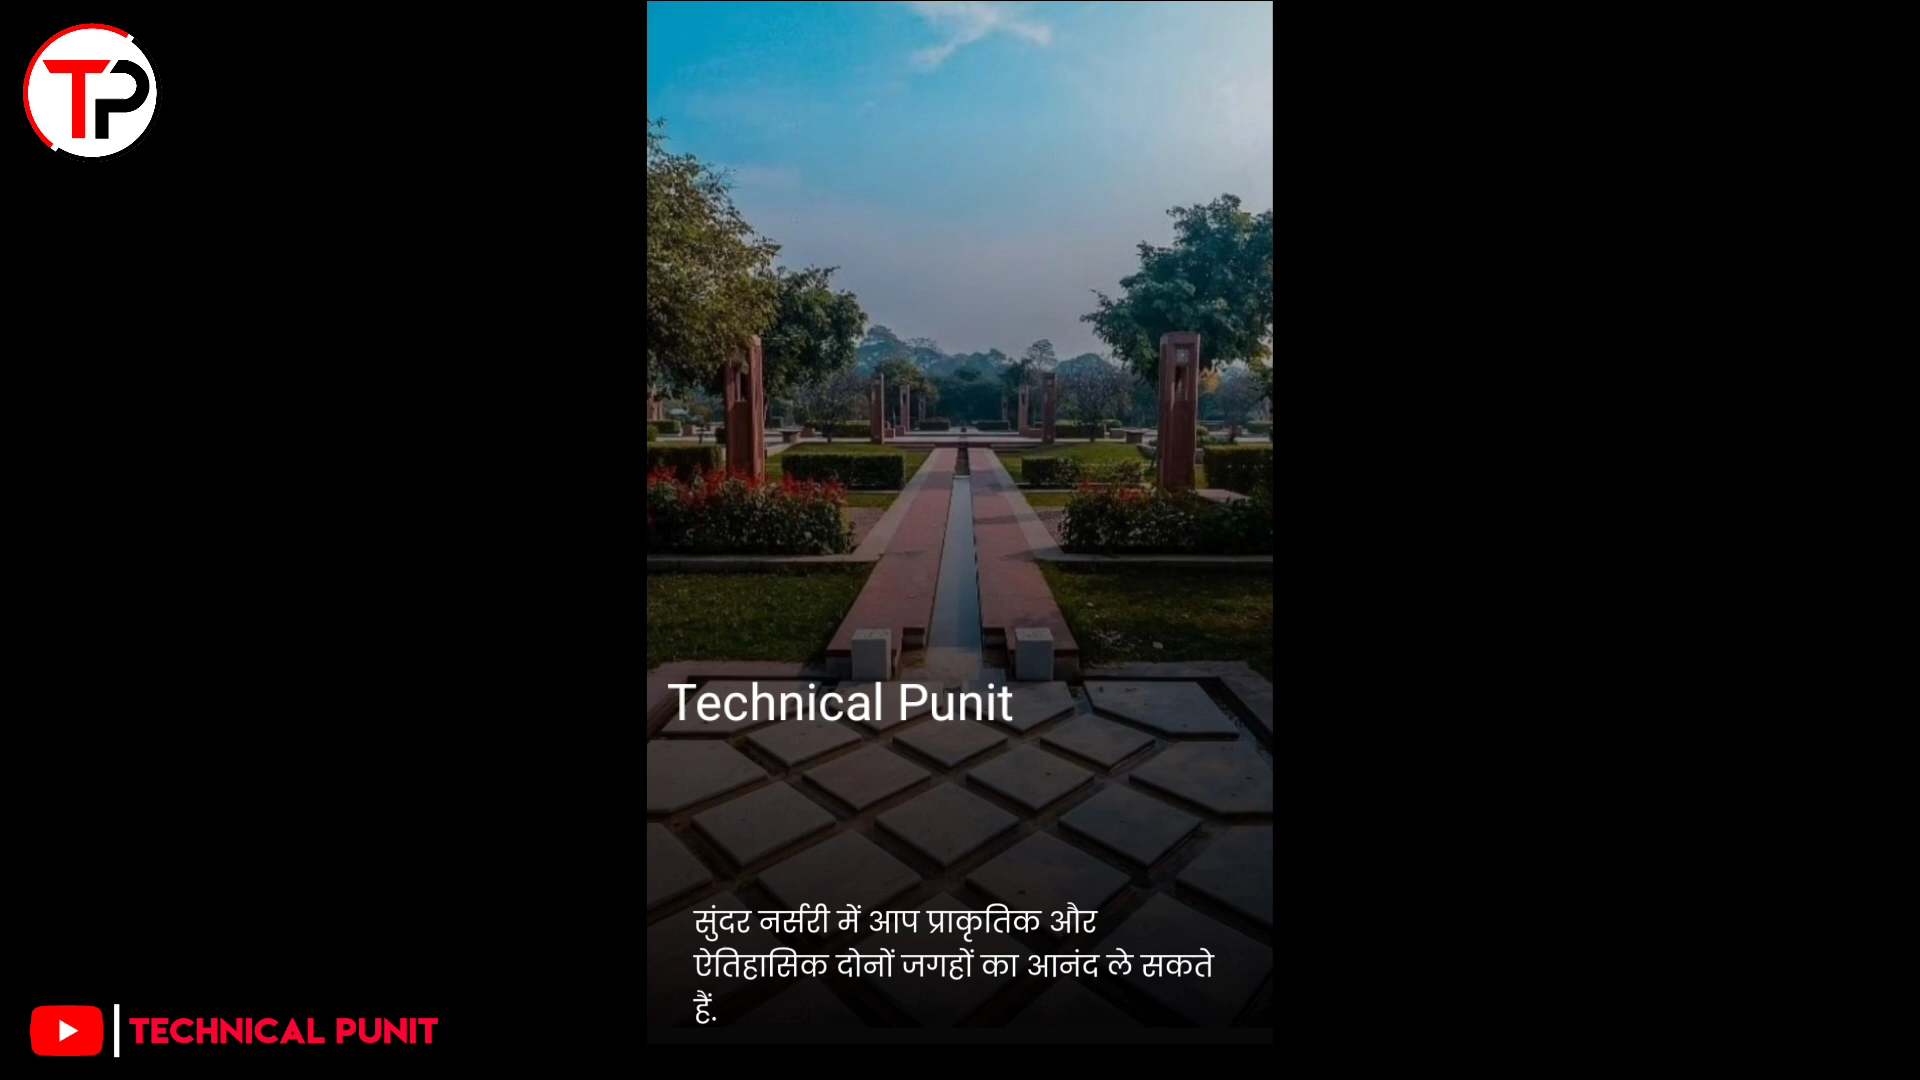 TP
Technical Punit
सुंदर नर्सरी में आप प्राकृतिक और
ऐतिहासिक दोनों जगहों का आनंद ले सकते
हैं.
TECHNICAL PUNIT